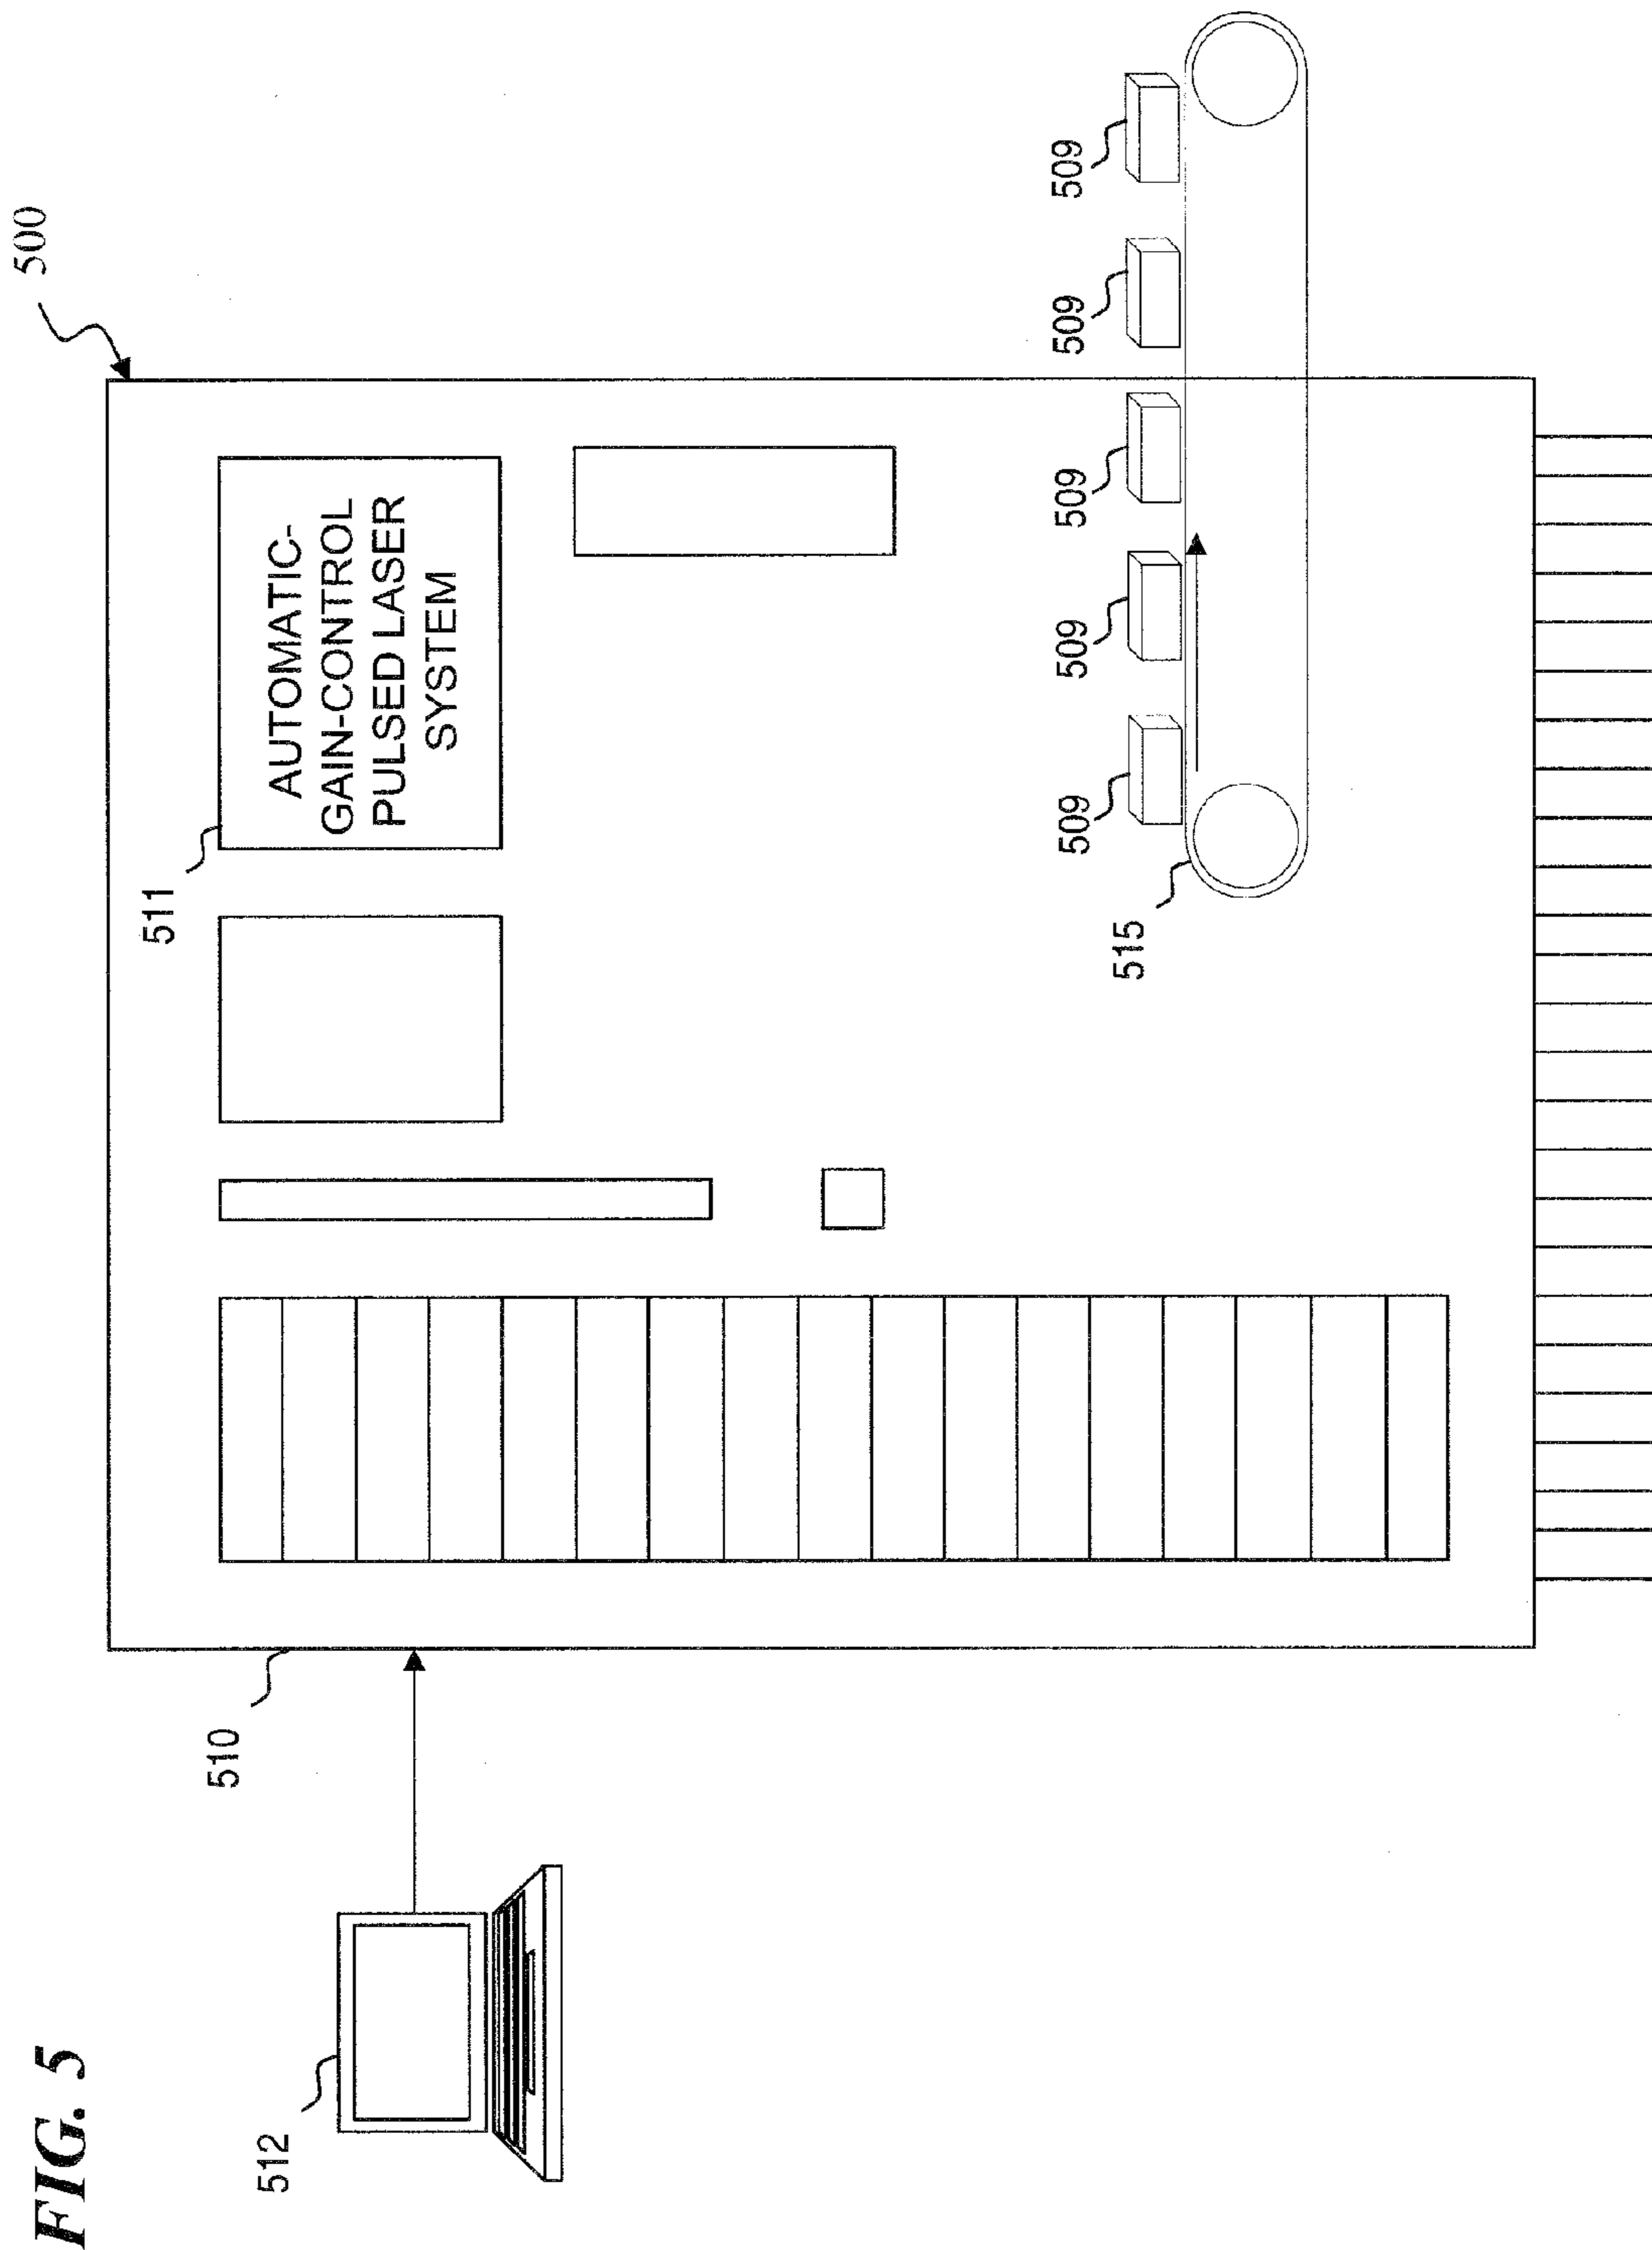 FIG. 5
500
512
510
511
AUTOMATIC-
GAIN-CONTROL
PULSED LASER
SYSTEM
515
509
509
509
509
509